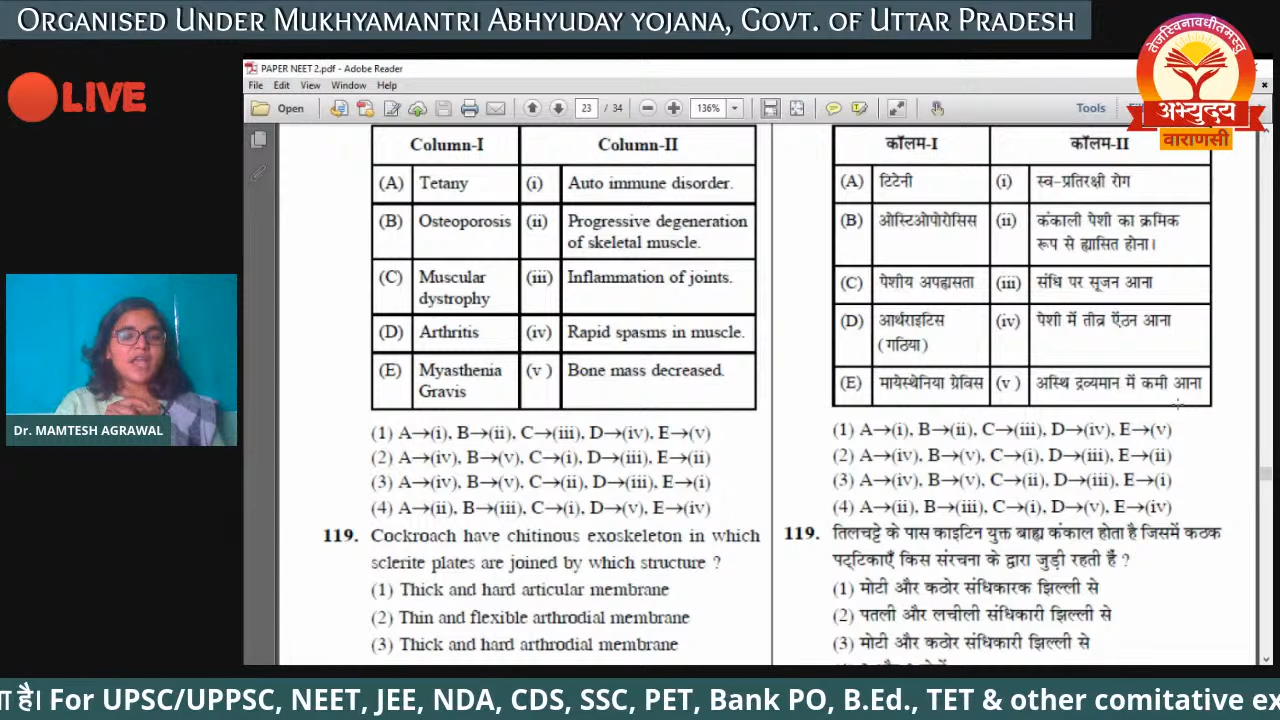 ORGANISED UNDER MUKHYAMANTRI ABHYUDAY YOJANA, GOVT. OF UTTAR PRADESH
तेजस्विनावधीतमस्तु
अभ्युदय
वाराणसी
LIVE
PAPER NEET 2.pdf - Adobe Reader
File Edit View Window Help
Open 23 / 34 136% Tools
Column-I Column-II
(A) Tetany (i) Auto immune disorder.
(B) Osteoporosis (ii) Progressive degeneration
of skeletal muscle.
(C) Muscular (iii) Inflammation of joints.
dystrophy
(D) Arthritis (iv) Rapid spasms in muscle.
(E) Myasthenia (v ) Bone mass decreased.
Gravis
(1) A→(i), B→(ii), C→(iii), D→(iv), E→(v)
(2) A→(iv), B→(v), C→(i), D→(iii), E→(ii)
(3) A→(iv), B→(v), C→(ii), D→(iii), E→(i)
(4) A→(ii), B→(iii), C→(i), D→(v), E→(iv)
119. Cockroach have chitinous exoskeleton in which
sclerite plates are joined by which structure ?
(1) Thick and hard articular membrane
(2) Thin and flexible arthrodial membrane
(3) Thick and hard arthrodial membrane
कॉलम-I कॉलम-II
(A) टिटेनी (i) स्व-प्रतिरक्षी रोग
(B) ओस्टिओपोरोसिस (ii) कंकाली पेशी का क्रमिक
रूप से ह्यासित होना।
(C) पेशीय अपह्यासता (iii) संधि पर सूजन आना
(D) आर्थराइटिस (iv) पेशी में तीव्र ऐंठन आना
(गठिया)
(E) मायेस्थेनिया ग्रेविस (v ) अस्थि द्रव्यमान में कमी आना
(1) A→(i), B→(ii), C→(iii), D→(iv), E→(v)
(2) A→(iv), B→(v), C→(i), D→(iii), E→(ii)
(3) A→(iv), B→(v), C→(ii), D→(iii), E→(i)
(4) A→(ii), B→(iii), C→(i), D→(v), E→(iv)
119. तिलचट्टे के पास काइटिन युक्त बाह्य कंकाल होता है जिसमें कठक
पट्टिकाएँ किस संरचना के द्वारा जुड़ी रहती हैं ?
(1) मोटी और कठोर संधिकारक झिल्ली से
(2) पतली और लचीली संधिकारी झिल्ली से
(3) मोटी और कठोर संधिकारी झिल्ली से
Dr. MAMTESH AGRAWAL
है। For UPSC/UPPSC, NEET, JEE, NDA, CDS, SSC, PET, Bank PO, B.Ed., TET & other comitative ex